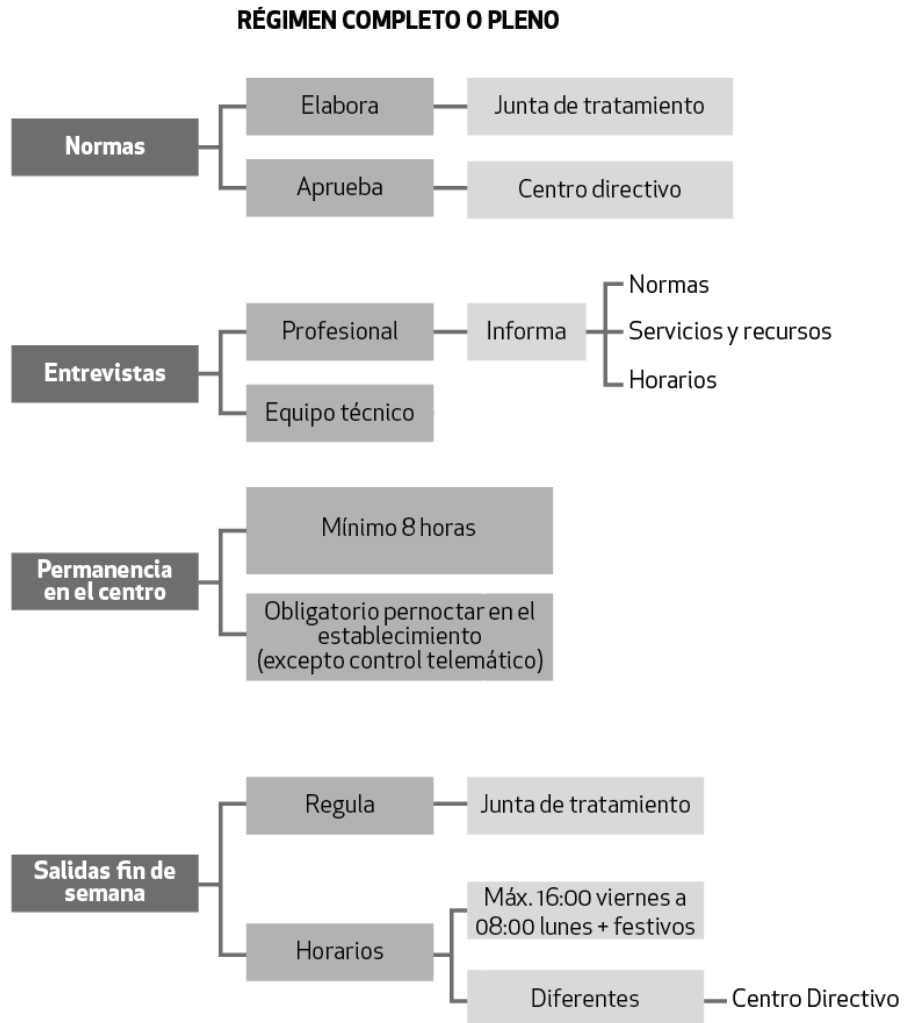 RÉGIMEN COMPLETO O PLENO
Normas
Elabora
Junta de tratamiento
Aprueba
Centro directivo
Entrevistas
Profesional
Informa
Normas
Servicios y recursos
Horarios
Equipo técnico
Permanencia
en el centro
Mínimo 8 horas
Obligatorio pernoctar en el
establecimiento
(excepto control telemático)
Salidas fin de
semana
Regula
Junta de tratamiento
Horarios
Máx. 16:00 viernes a
08:00 lunes + festivos
Diferentes
Centro Directivo